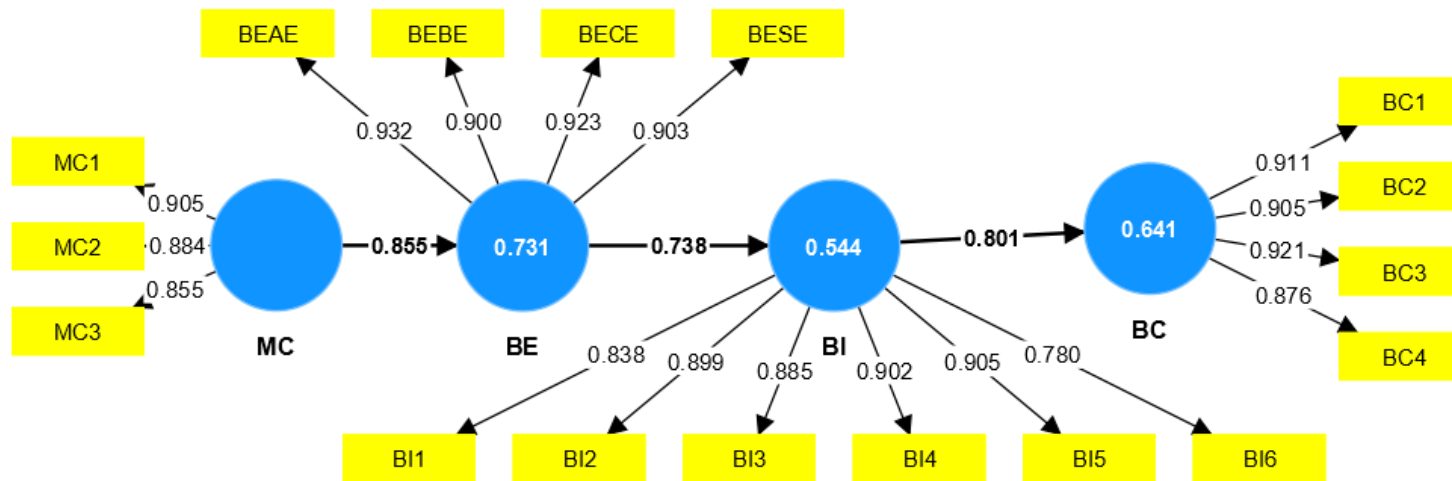 BEAE BEBE BECE BESE
0.932 0.900 0.923 0.903
MC1
MC2
MC3
0.905
0.884
0.855
MC
0.855
0.731
BE
0.738
0.544
BI
0.801
0.641
BC
0.911
0.905
0.921
0.876
BC1
BC2
BC3
BC4
0.838 0.899 0.885 0.902 0.905 0.780
BI1 BI2 BI3 BI4 BI5 BI6